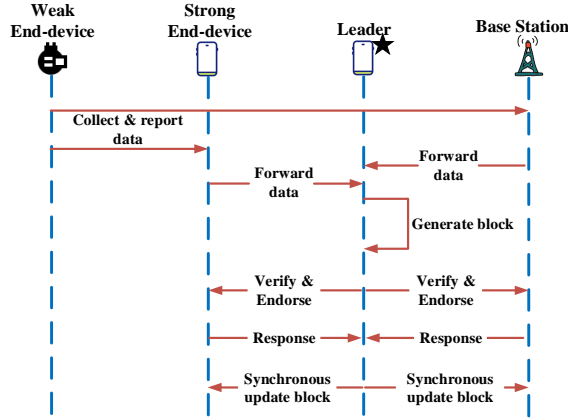 Weak
End-device
Strong
End-device
Leader
Base Station
Collect & report
data
Forward
data
Forward
data
Generate block
Verify &
Endorse
Verify &
Endorse
Response
Response
Synchronous
update block
Synchronous
update block